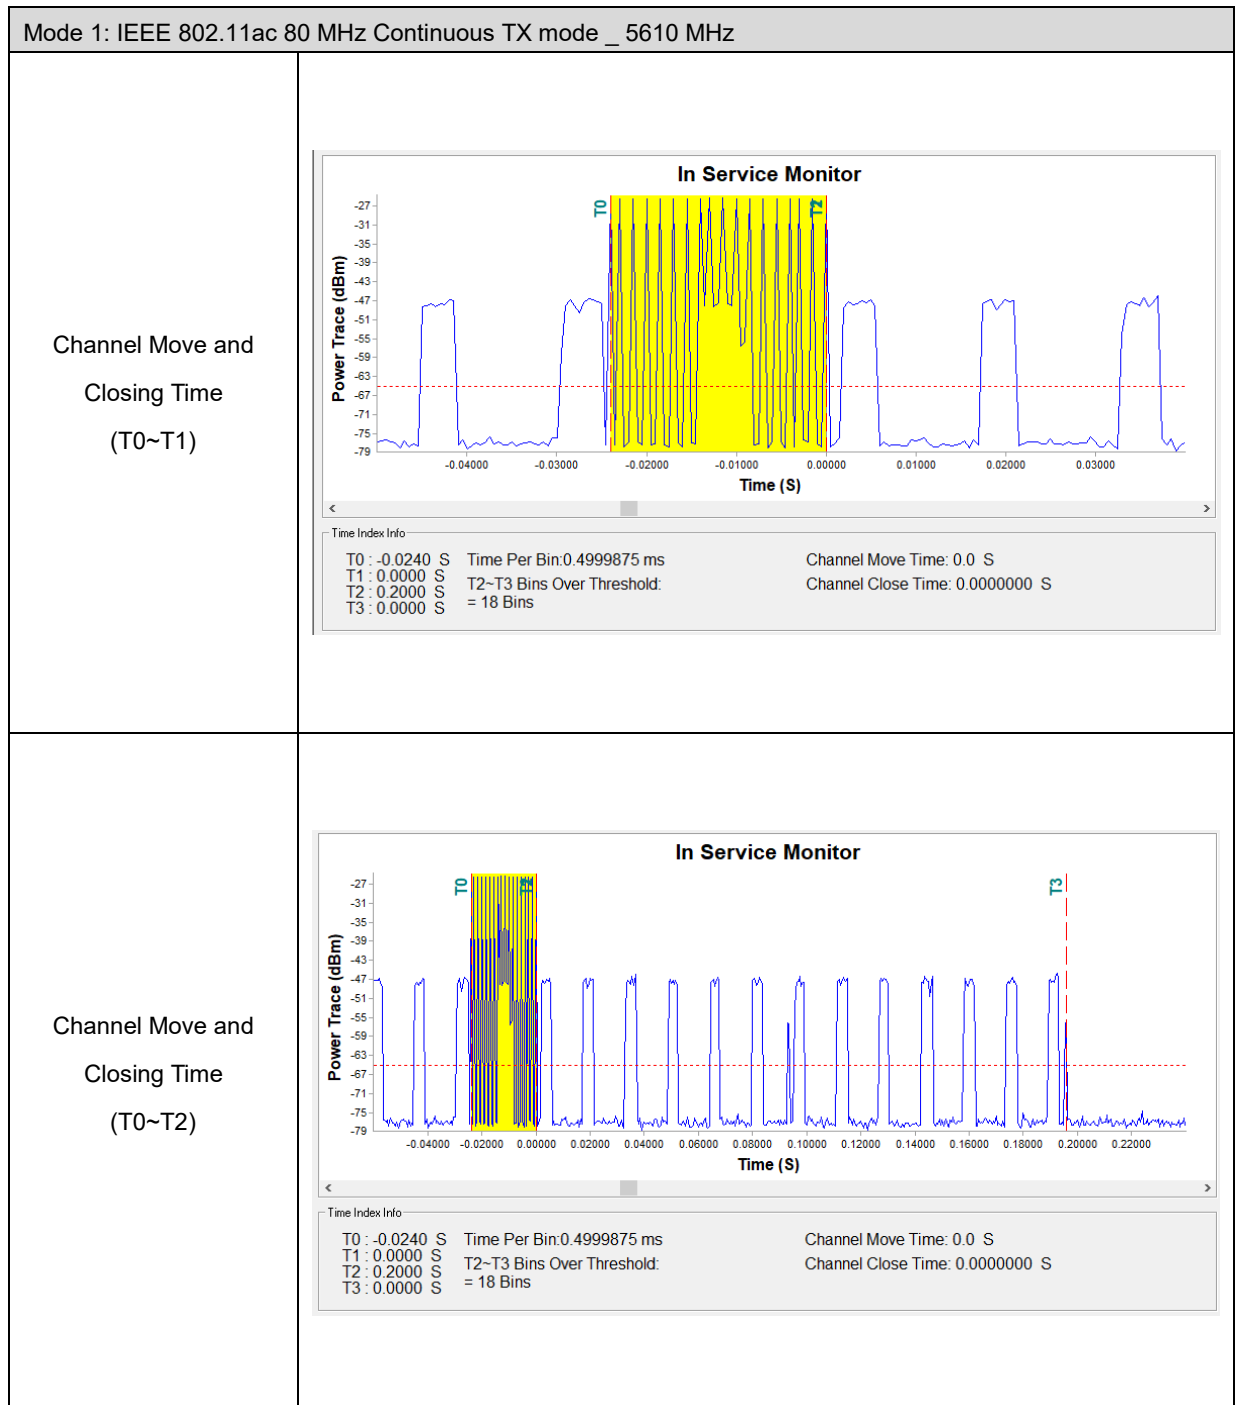 Mode 1: IEEE 802.11ac 80 MHz Continuous TX mode _ 5610 MHz
Channel Move and
Closing Time
(T0~T1)
In Service Monitor
T0
T2
Power Trace (dBm)
-27
-31
-35
-39
-43
-47
-51
-55
-59
-63
-67
-71
-75
-79
-0.04000 -0.03000 -0.02000 -0.01000 0.00000 0.01000 0.02000 0.03000
Time (S)
Time Index Info
T0 : -0.0240 S
T1 : 0.0000 S
T2 : 0.2000 S
T3 : 0.0000 S
Time Per Bin:0.4999875 ms
T2~T3 Bins Over Threshold:
= 18 Bins
Channel Move Time: 0.0 S
Channel Close Time: 0.0000000 S
Channel Move and
Closing Time
(T0~T2)
In Service Monitor
T0
T2
T3
Power Trace (dBm)
-27
-31
-35
-39
-43
-47
-51
-55
-59
-63
-67
-71
-75
-79
-0.04000 -0.02000 0.00000 0.02000 0.04000 0.06000 0.08000 0.10000 0.12000 0.14000 0.16000 0.18000 0.20000 0.22000
Time (S)
Time Index Info
T0 : -0.0240 S
T1 : 0.0000 S
T2 : 0.2000 S
T3 : 0.0000 S
Time Per Bin:0.4999875 ms
T2~T3 Bins Over Threshold:
= 18 Bins
Channel Move Time: 0.0 S
Channel Close Time: 0.0000000 S